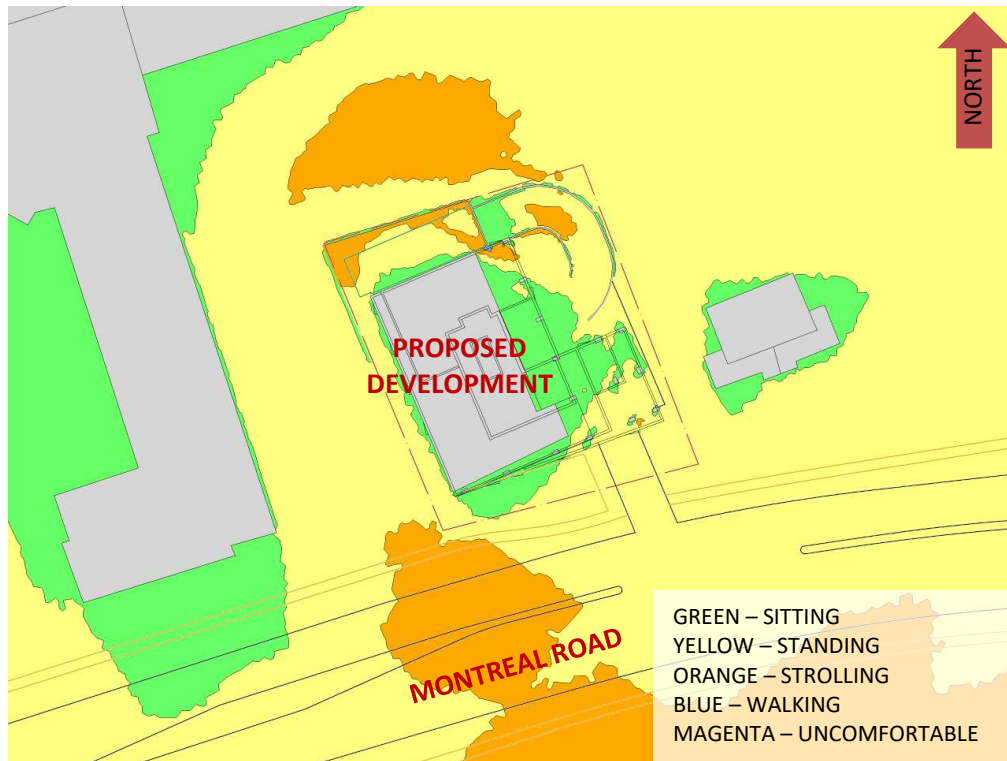 NORTH
PROPOSED
DEVELOPMENT
MONTREAL ROAD
GREEN – SITTING
YELLOW – STANDING
ORANGE – STROLLING
BLUE – WALKING
MAGENTA – UNCOMFORTABLE